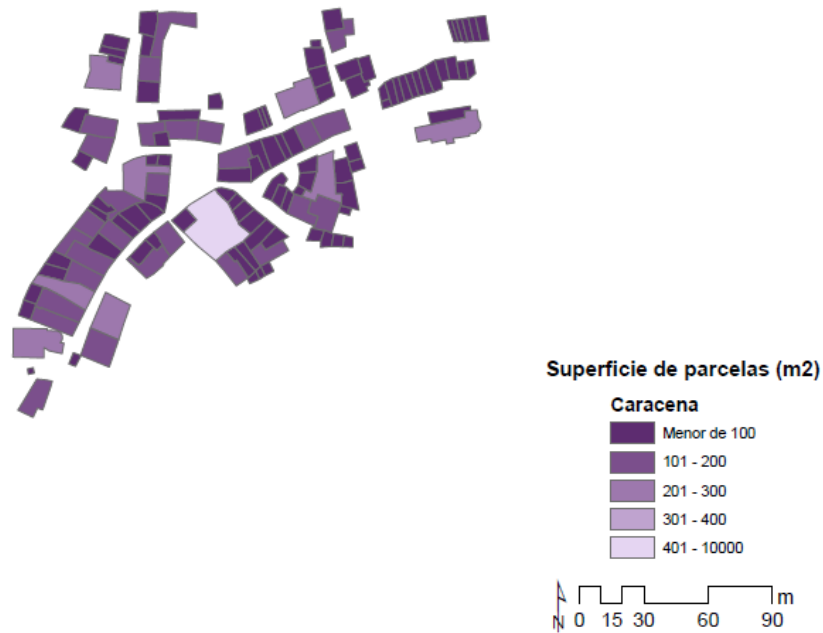 Superficie de parcelas (m2)
Caracena
Menor de 100
101 - 200
201 - 300
301 - 400
401 - 10000
m
N 0 15 30 60 90